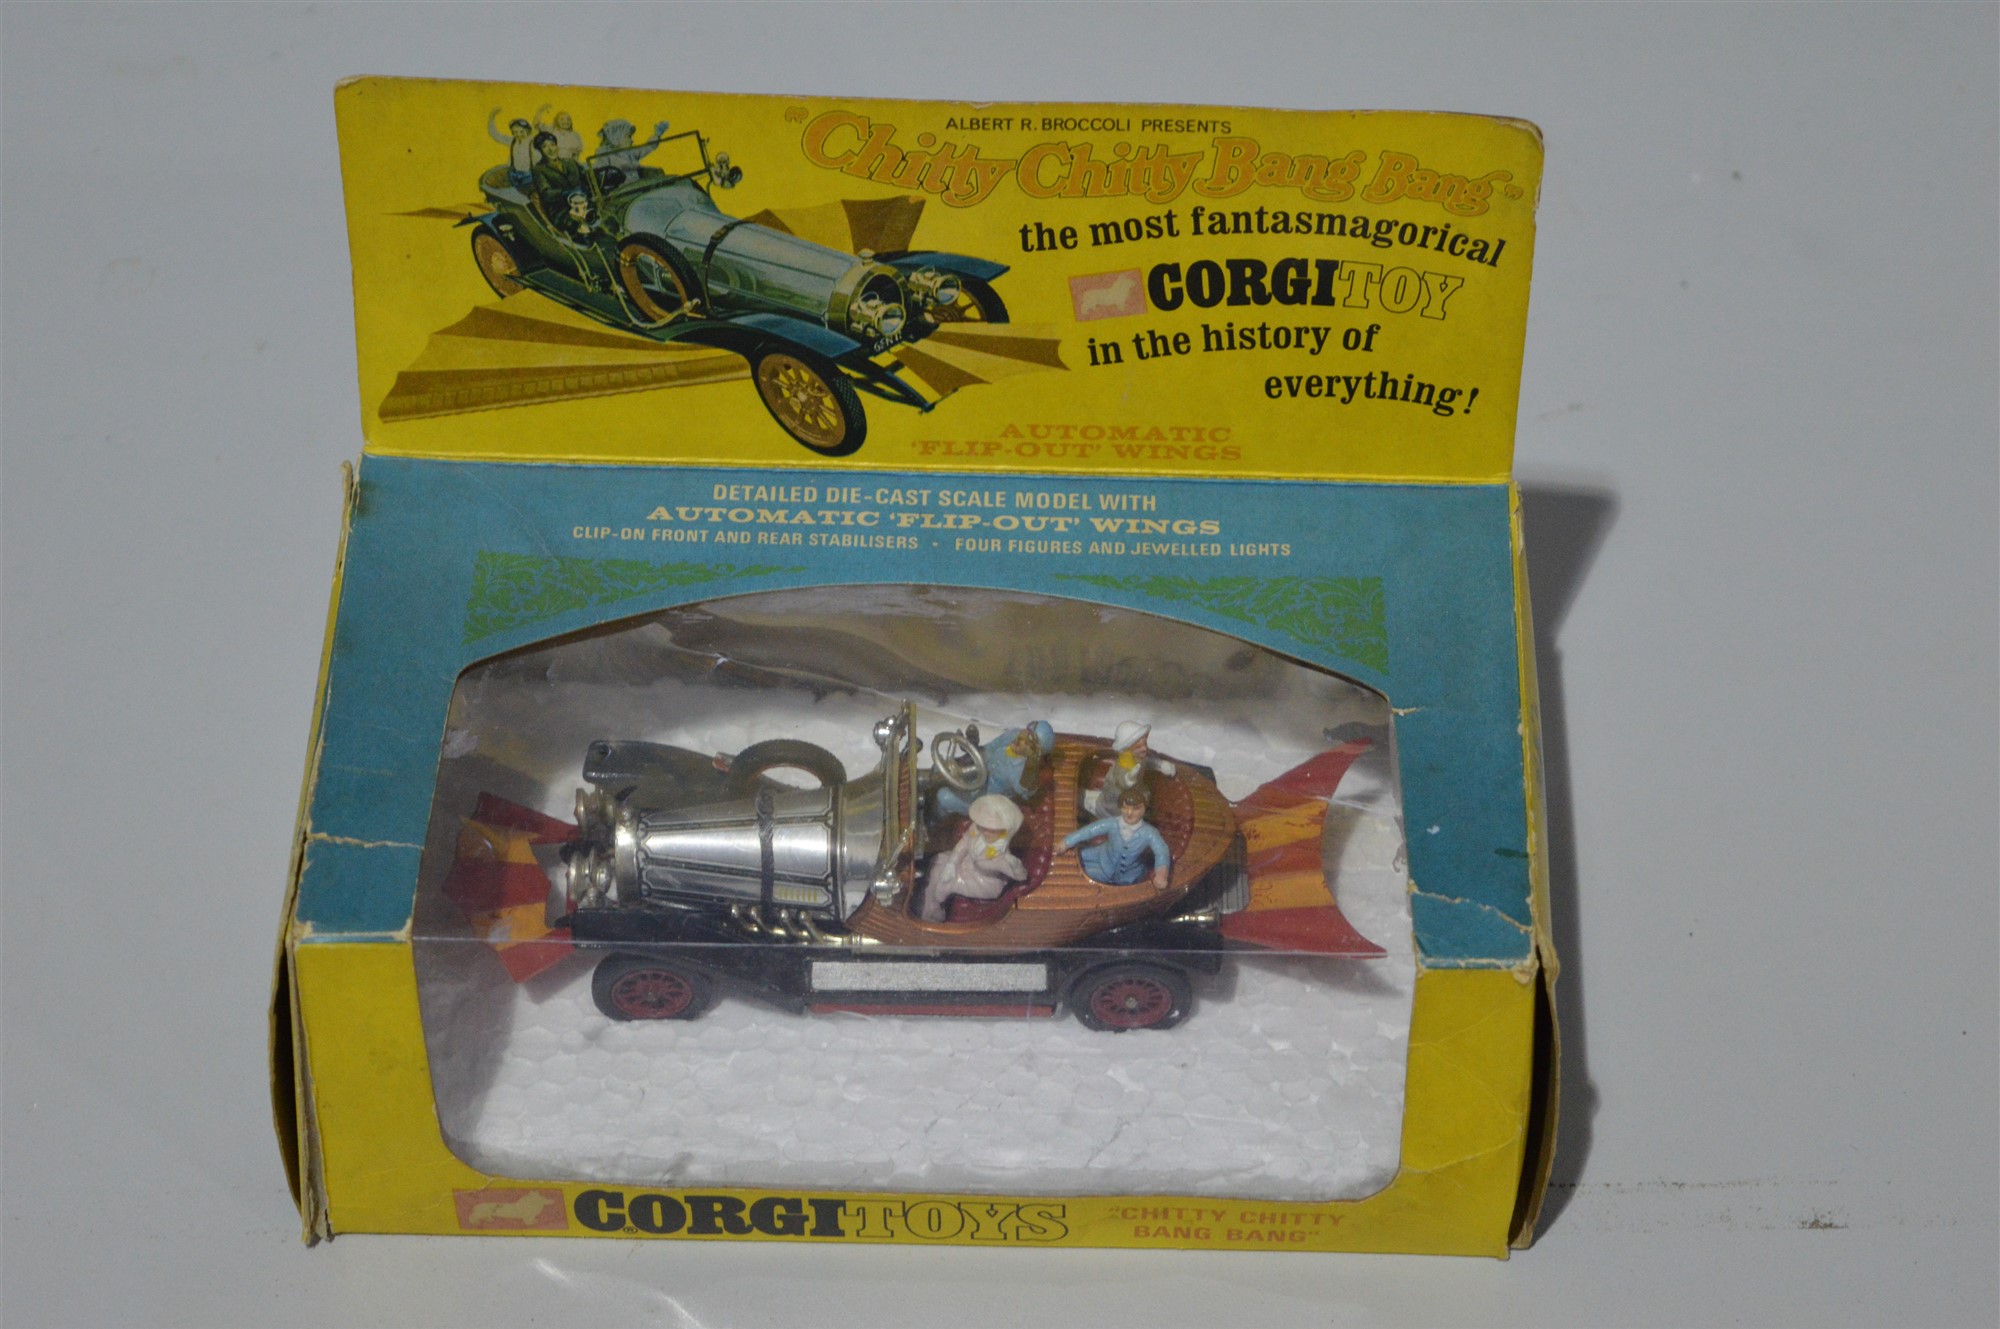 ALBERT R. BROCCOLI PRESENTS
"Chitty Chitty Bang Bang"
the most fantasmagorical
CORGI TOY
in the history of
everything!
AUTOMATIC
'FLIP-OUT' WINGS
DETAILED DIE-CAST SCALE MODEL WITH
AUTOMATIC 'FLIP-OUT' WINGS
CLIP-ON FRONT AND REAR STABILISERS • FOUR FIGURES AND JEWELLED LIGHTS
CORGI TOYS
"CHITTY CHITTY
BANG BANG"